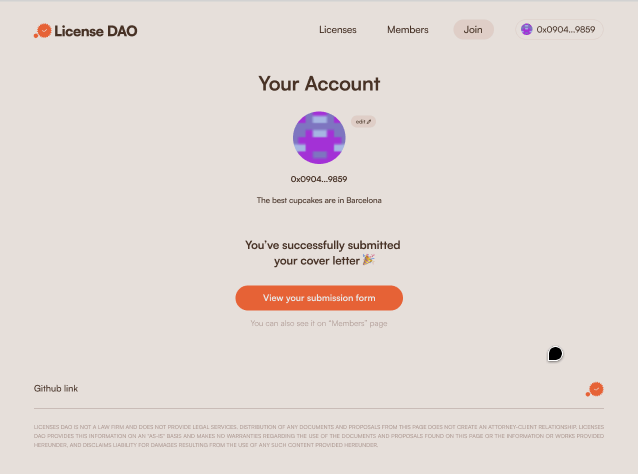 License DAO
Licenses
Members
Join
0x0904...9859
Your Account
edit
0x0904...9859
The best cupcakes are in Barcelona
You've successfully submitted
your cover letter 🎉
View your submission form
You can also see it on "Members" page
Github link
LICENSES DAO IS NOT A LAW FIRM AND DOES NOT PROVIDE LEGAL SERVICES. DISTRIBUTION OF ANY DOCUMENTS AND PROPOSALS FROM THIS PAGE DOES NOT CREATE AN ATTORNEY-CLIENT RELATIONSHIP. LICENSES
DAO PROVIDES THIS INFORMATION ON AN "AS-IS" BASIS AND MAKES NO WARRANTIES REGARDING THE USE OF THE DOCUMENTS AND PROPOSALS FOUND ON THIS PAGE OR THE INFORMATION OR WORKS PROVIDED
HEREUNDER, AND DISCLAIMS LIABILITY FOR DAMAGES RESULTING FROM THE USE OF ANY SUCH CONTENT PROVIDED HEREUNDER.